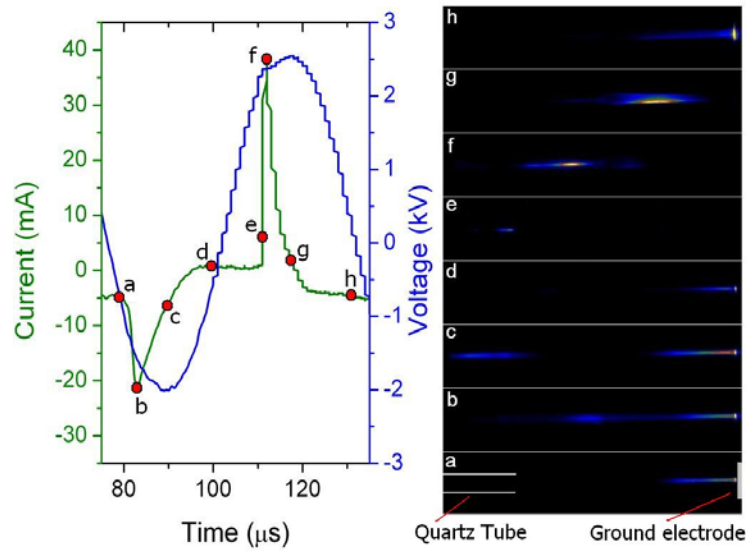 40
30
20
10
0
-10
-20
-30
Current (mA)
80
100
120
Time (μs)
3
2
1
0
-1
-2
-3
Voltage (kV)
a
b
c
d
e
f
g
h
h
g
f
e
d
c
b
a
Quartz Tube
Ground electrode